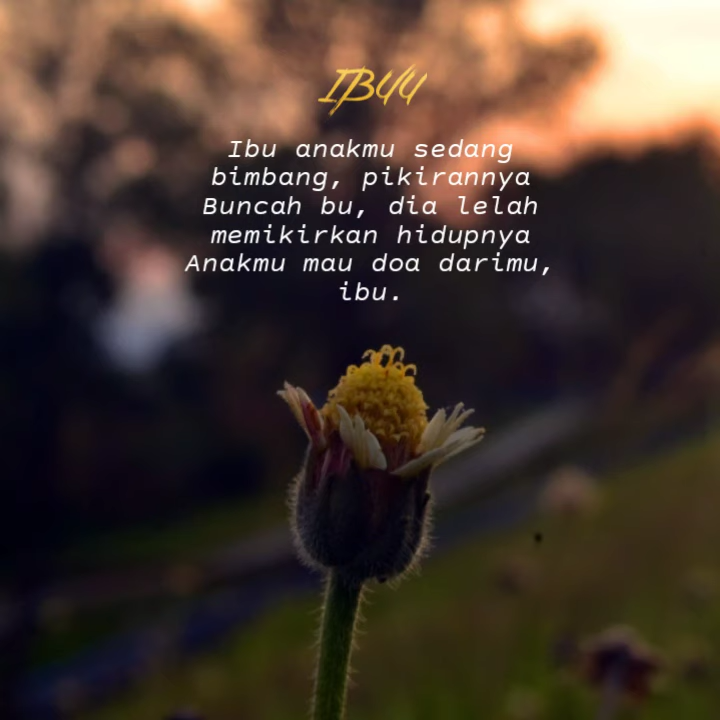 IBUU
Ibu anakmu sedang
bimbang, pikirannya
Buncah bu, dia lelah
memikirkan hidupnya
Anakmu mau doa darimu,
ibu.